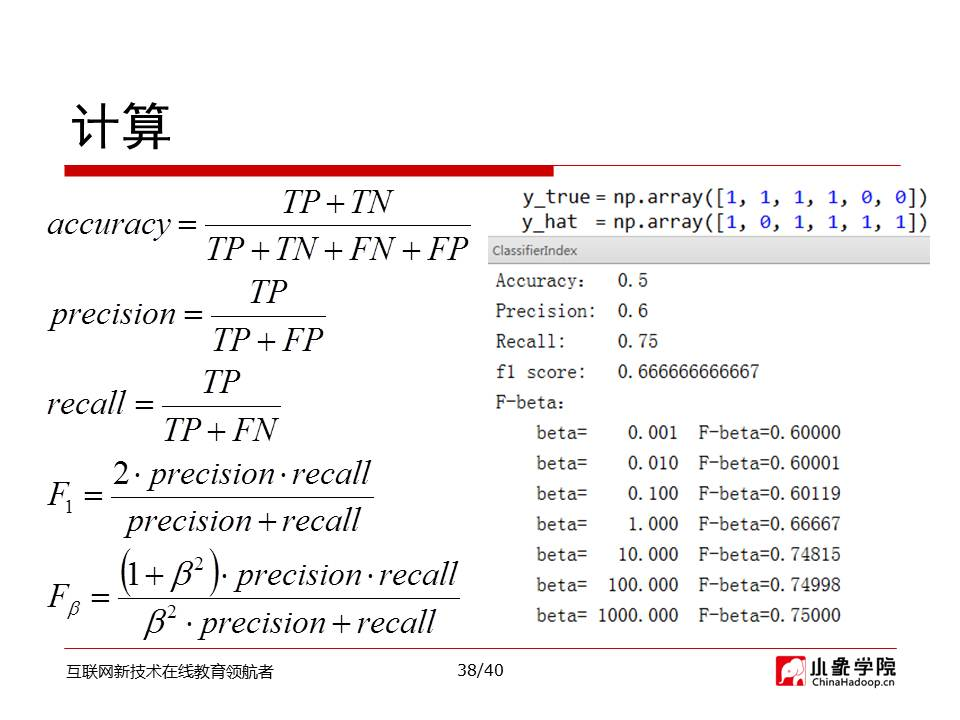 计算
accuracy = (TP + TN) / (TP + TN + FN + FP)
precision = TP / (TP + FP)
recall = TP / (TP + FN)
F₁ = (2 · precision · recall) / (precision + recall)
Fᵦ = ((1 + β²) · precision · recall) / (β² · precision + recall)
y_true = np.array([1, 1, 1, 1, 0, 0])
y_hat = np.array([1, 0, 1, 1, 1, 1])
ClassifierIndex
Accuracy: 0.5
Precision: 0.6
Recall: 0.75
f1 score: 0.666666666667
F-beta:
beta= 0.001 F-beta=0.60000
beta= 0.010 F-beta=0.60001
beta= 0.100 F-beta=0.60119
beta= 1.000 F-beta=0.66667
beta= 10.000 F-beta=0.74815
beta= 100.000 F-beta=0.74998
beta= 1000.000 F-beta=0.75000
互联网新技术在线教育领航者
38/40
小象学院
ChinaHadoop.cn